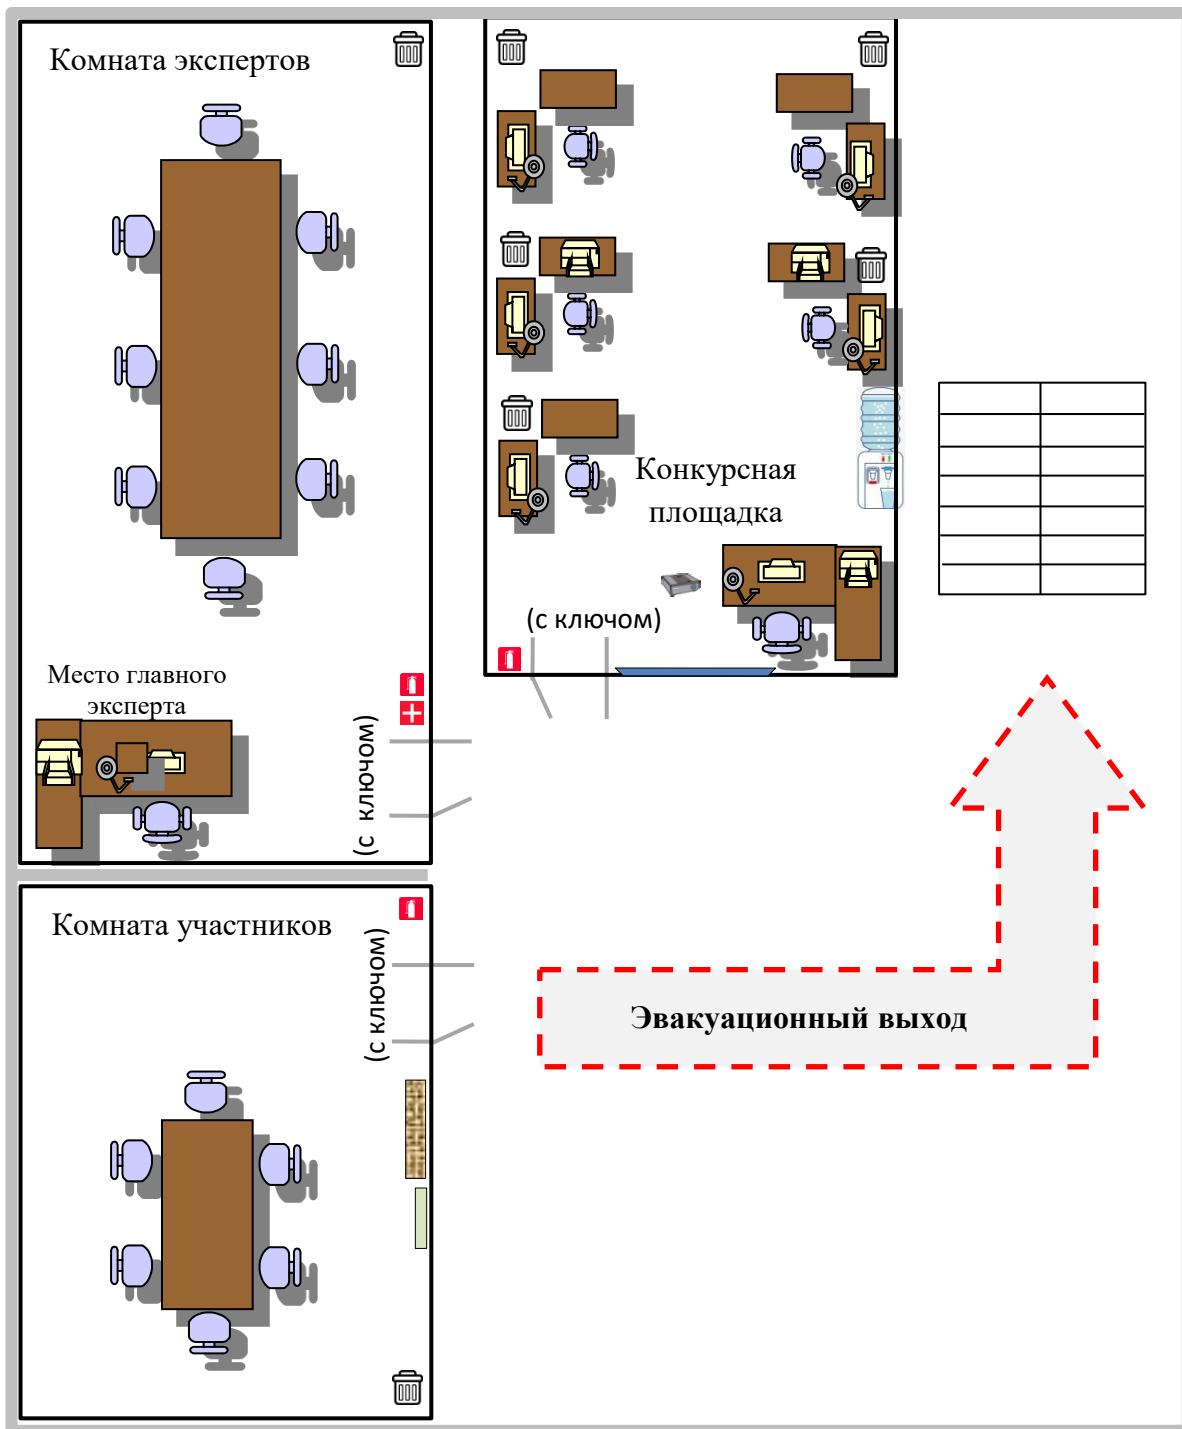 Комната экспертов
Конкурсная
площадка
(с ключом)
Место главного
эксперта
(с ключом)
Комната участников
(с ключом)
Эвакуационный выход